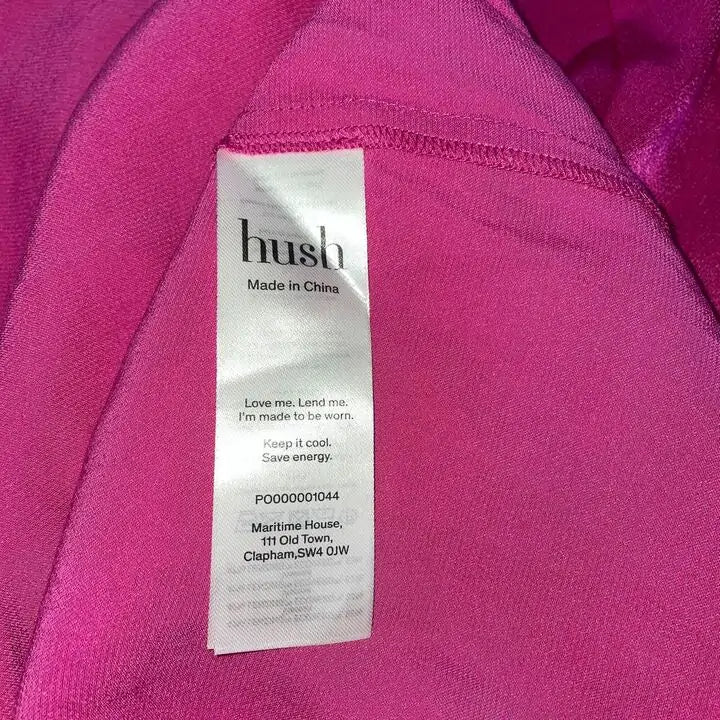 hush
Made in China
Love me. Lend me.
I'm made to be worn.
Keep it cool.
Save energy.
PO000001044
Maritime House,
111 Old Town,
Clapham,SW4 0JW